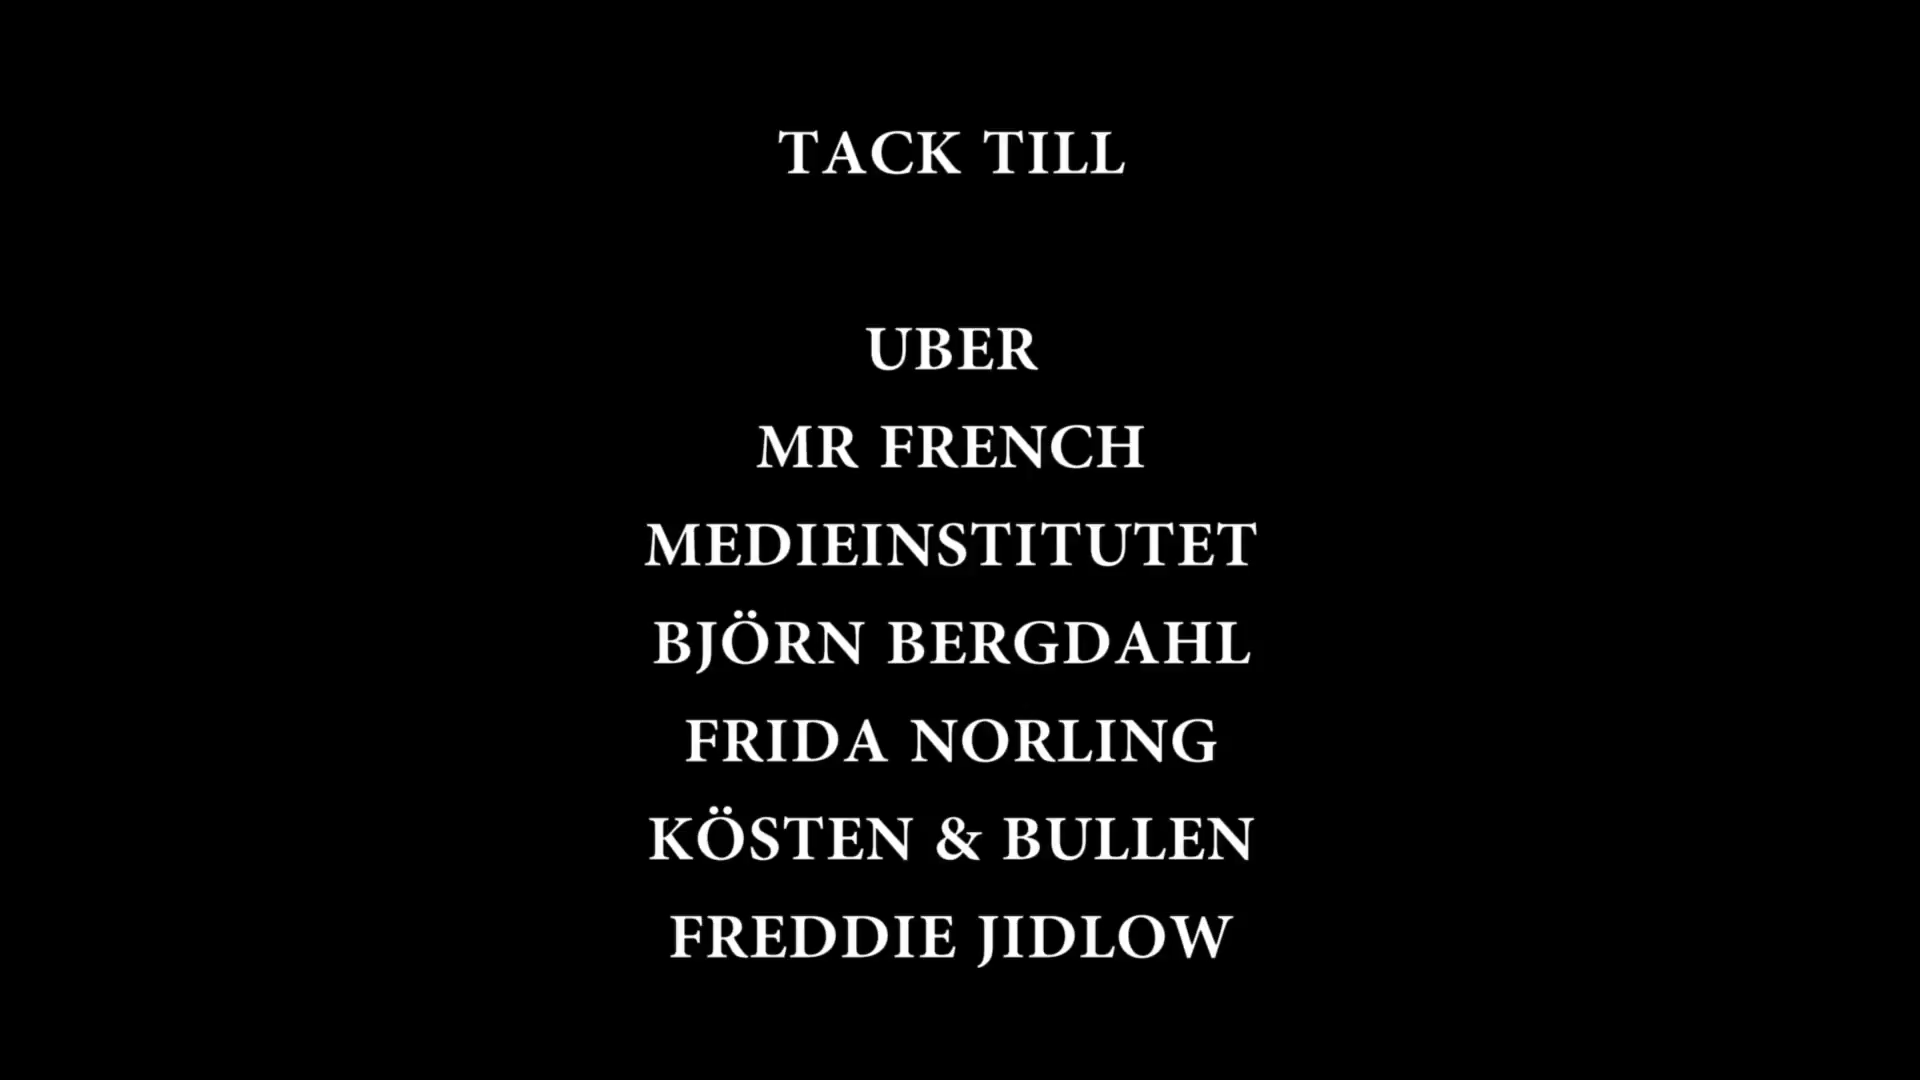 TACK TILL
UBER
MR FRENCH
MEDIEINSTITUTET
BJÖRN BERGDAHL
FRIDA NORLING
KÖSTEN & BULLEN
FREDDIE JIDLOW